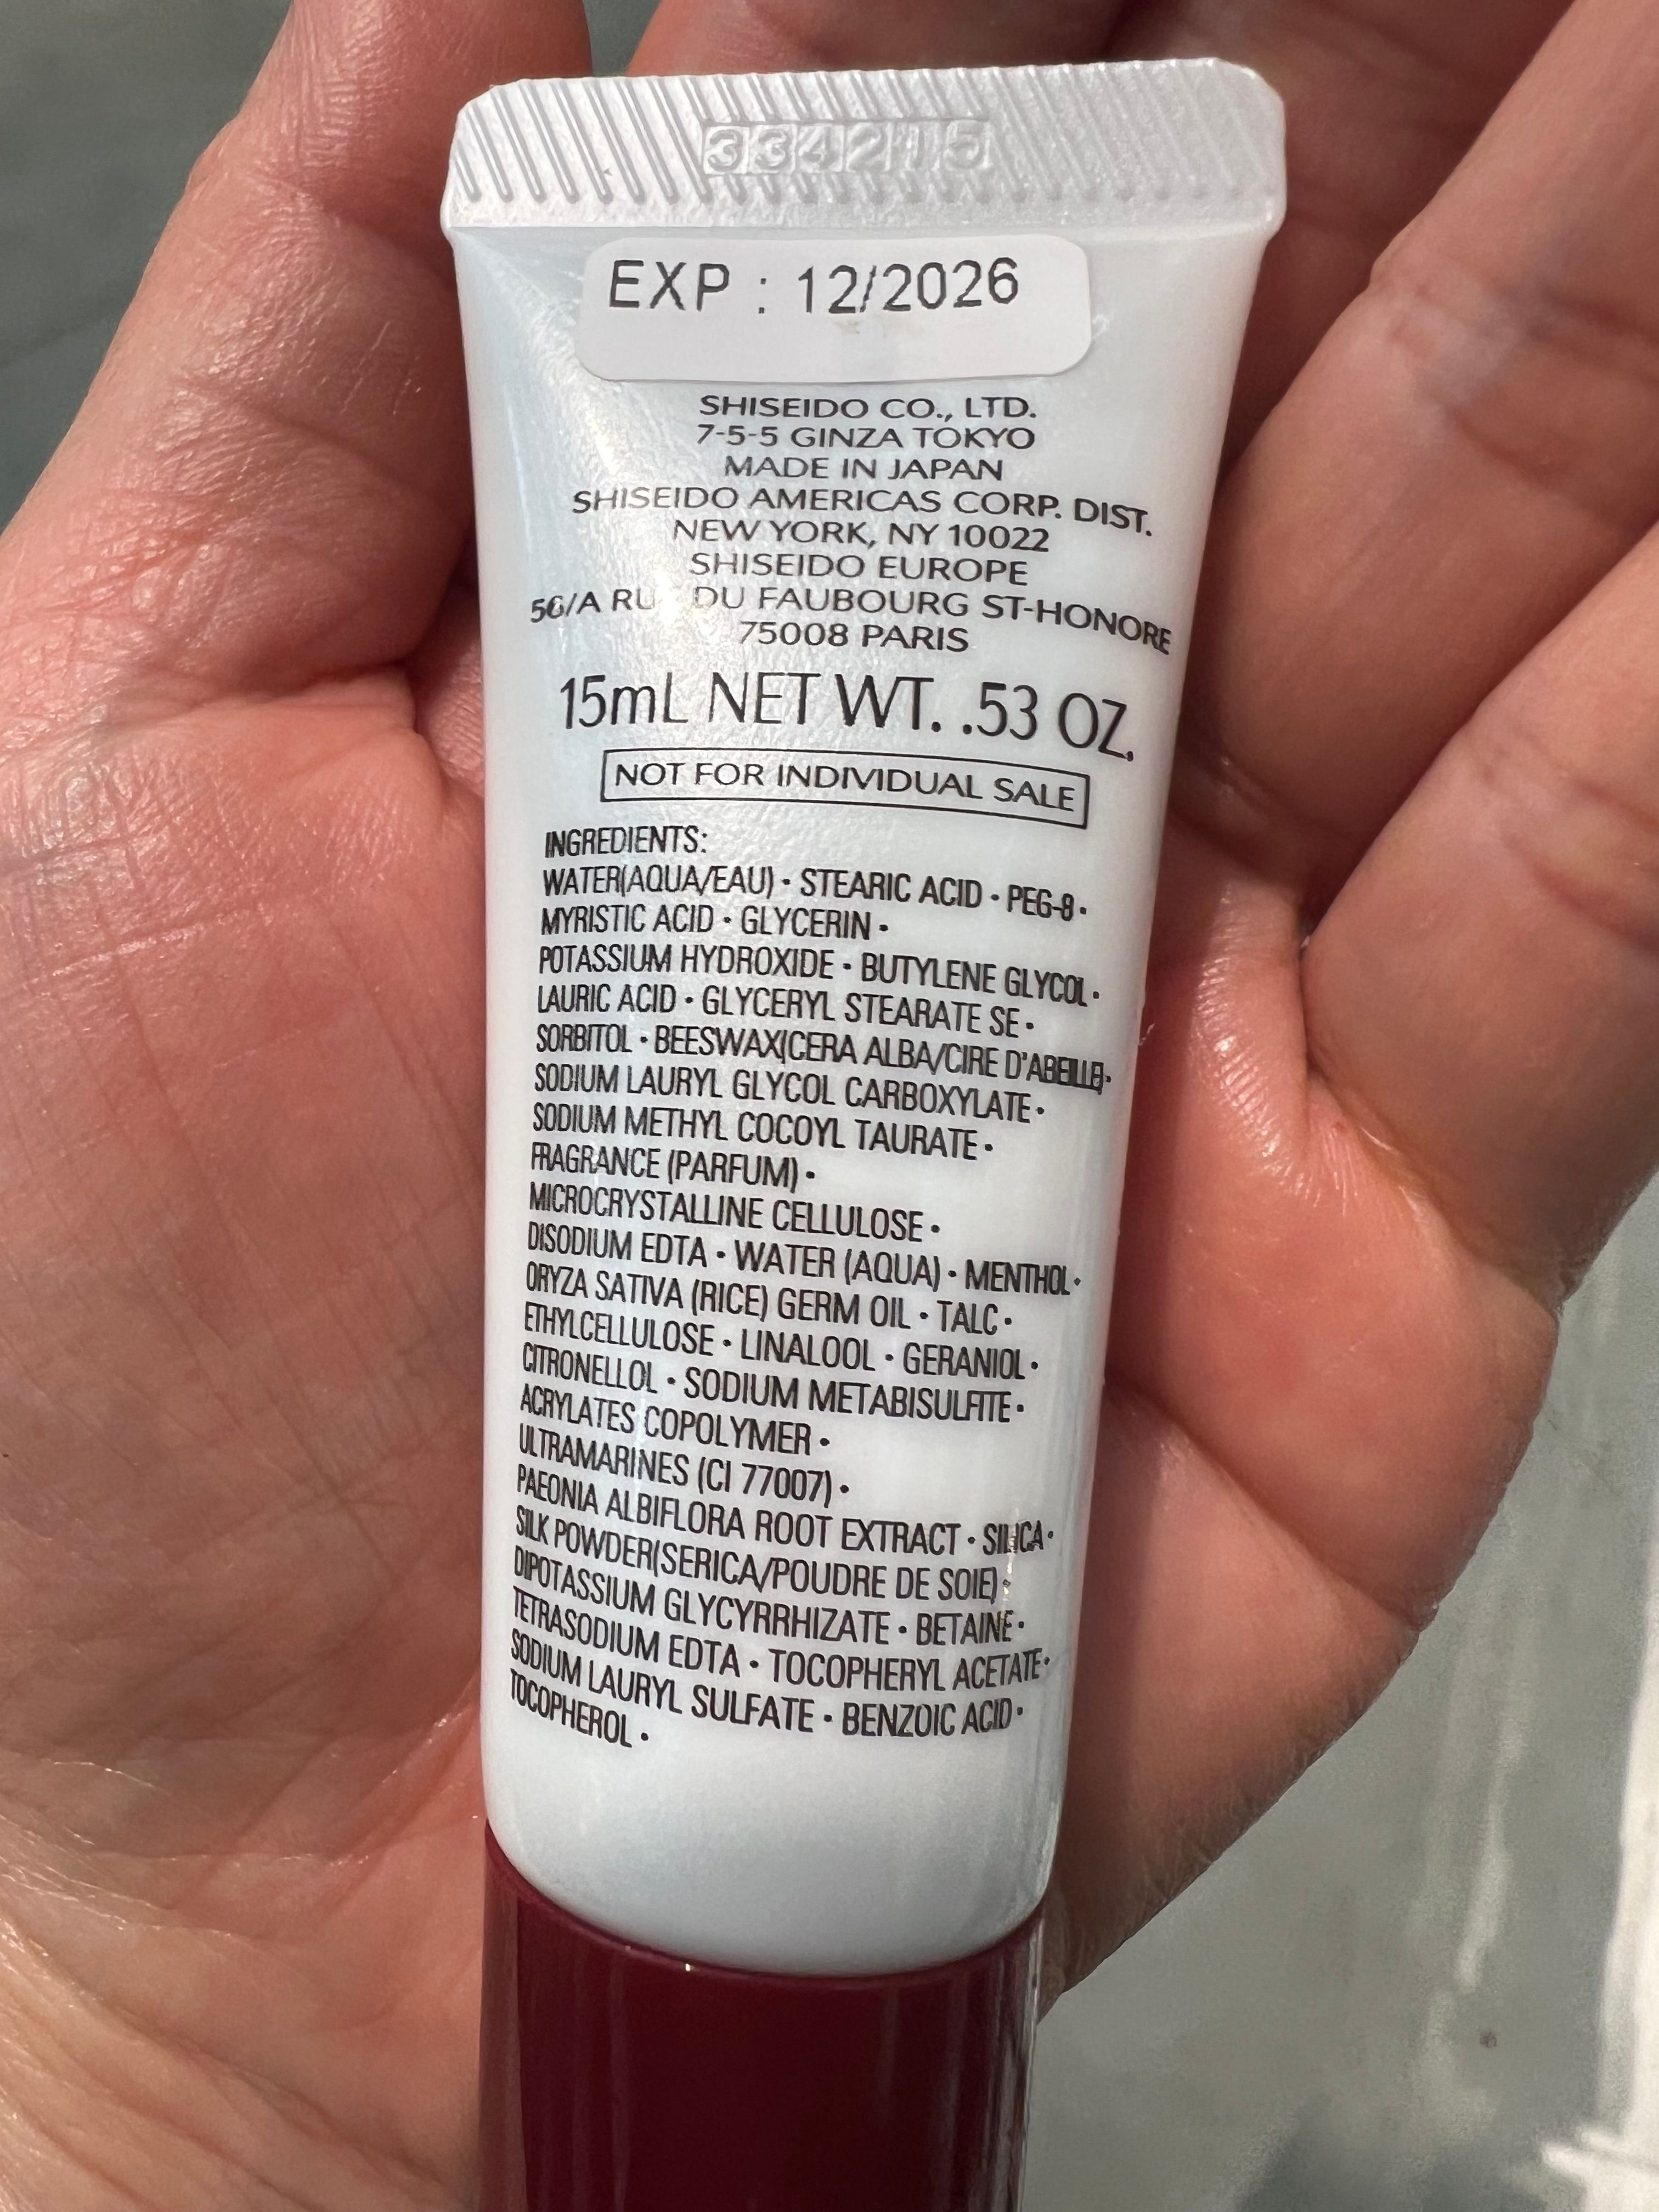 334215
EXP : 12/2026
SHISEIDO CO., LTD.
7-5-5 GINZA TOKYO
MADE IN JAPAN
SHISEIDO AMERICAS CORP. DIST.
NEW YORK, NY 10022
SHISEIDO EUROPE
56/A RU DU FAUBOURG ST-HONORE
75008 PARIS
15mL NET WT. .53 OZ.
NOT FOR INDIVIDUAL SALE
INGREDIENTS:
WATER(AQUA/EAU)・STEARIC ACID・PEG-8・
MYRISTIC ACID・GLYCERIN・
POTASSIUM HYDROXIDE・BUTYLENE GLYCOL・
LAURIC ACID・GLYCERYL STEARATE SE・
SORBITOL・BEESWAX(CERA ALBA/CIRE D'ABEILLE)・
SODIUM LAURYL GLYCOL CARBOXYLATE・
SODIUM METHYL COCOYL TAURATE・
FRAGRANCE (PARFUM)・
MICROCRYSTALLINE CELLULOSE・
DISODIUM EDTA・WATER (AQUA)・MENTHOL・
ORYZA SATIVA (RICE) GERM OIL・TALC・
ETHYLCELLULOSE・LINALOOL・GERANIOL・
CITRONELLOL・SODIUM METABISULFITE・
ACRYLATES COPOLYMER・
ULTRAMARINES (CI 77007)・
PAEONIA ALBIFLORA ROOT EXTRACT・SILICA・
SILK POWDER(SERICA/POUDRE DE SOIE)・
DIPOTASSIUM GLYCYRRHIZATE・BETAINE・
TETRASODIUM EDTA・TOCOPHERYL ACETATE・
SODIUM LAURYL SULFATE・BENZOIC ACID・
TOCOPHEROL・